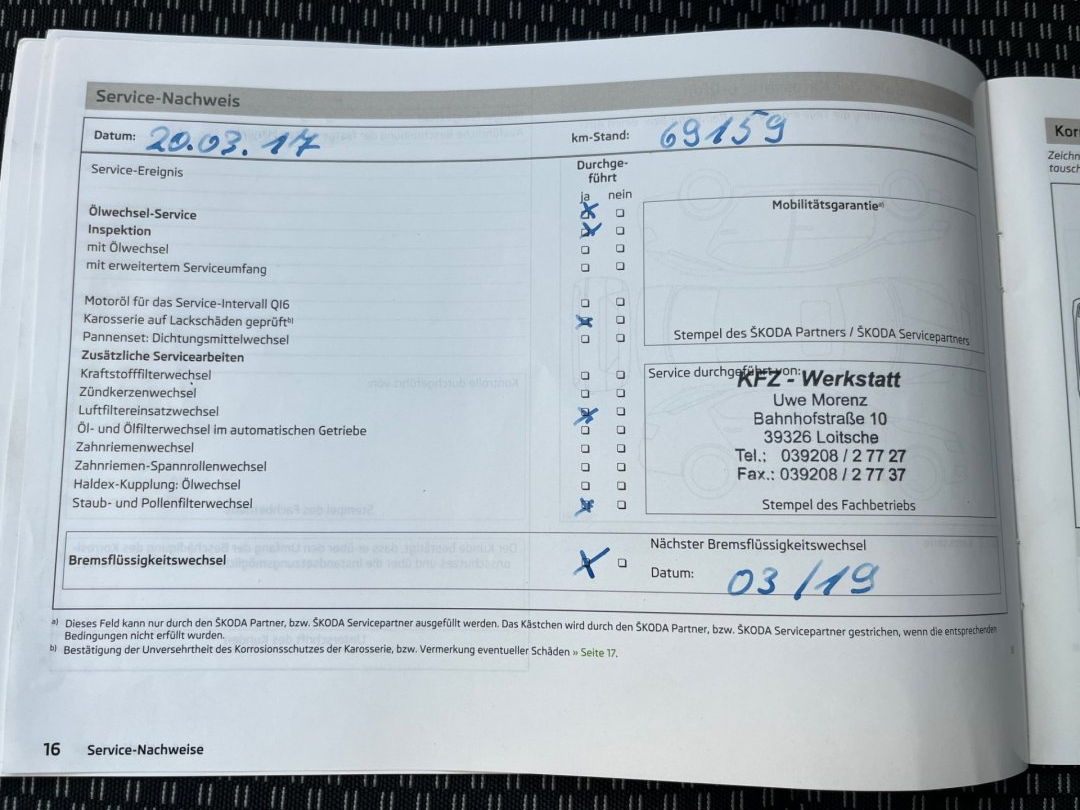 Service-Nachweis
Datum: 20.03.17
km-Stand: 69159
Service-Ereignis
Durchge-
führt
ja nein
Ölwechsel-Service
Inspektion
mit Ölwechsel
mit erweitertem Serviceumfang
Motoröl für das Service-Intervall QI6
Karosserie auf Lackschäden geprüft b)
Pannenset: Dichtungsmittelwechsel
Zusätzliche Servicearbeiten
Kraftstofffilterwechsel
Zündkerzenwechsel
Luftfiltereinsatzwechsel
Öl- und Ölfilterwechsel im automatischen Getriebe
Zahnriemenwechsel
Zahnriemen-Spannrollenwechsel
Haldex-Kupplung: Ölwechsel
Staub- und Pollenfilterwechsel
Mobilitätsgarantie a)
Stempel des ŠKODA Partners / ŠKODA Servicepartners
Service durchgeführt von:
KFZ - Werkstatt
Uwe Morenz
Bahnhofstraße 10
39326 Loitsche
Tel.: 039208 / 2 77 27
Fax.: 039208 / 2 77 37
Stempel des Fachbetriebs
Bremsflüssigkeitswechsel
Nächster Bremsflüssigkeitswechsel
Datum: 03/19
a) Dieses Feld kann nur durch den ŠKODA Partner, bzw. ŠKODA Servicepartner ausgefüllt werden. Das Kästchen wird durch den ŠKODA Partner, bzw. ŠKODA Servicepartner gestrichen, wenn die entsprechenden
Bedingungen nicht erfüllt wurden.
b) Bestätigung der Unversehrtheit des Korrosionsschutzes der Karosserie, bzw. Vermerkung eventueller Schäden » Seite 17.
16 Service-Nachweise
Kor
Zeichn
tausch